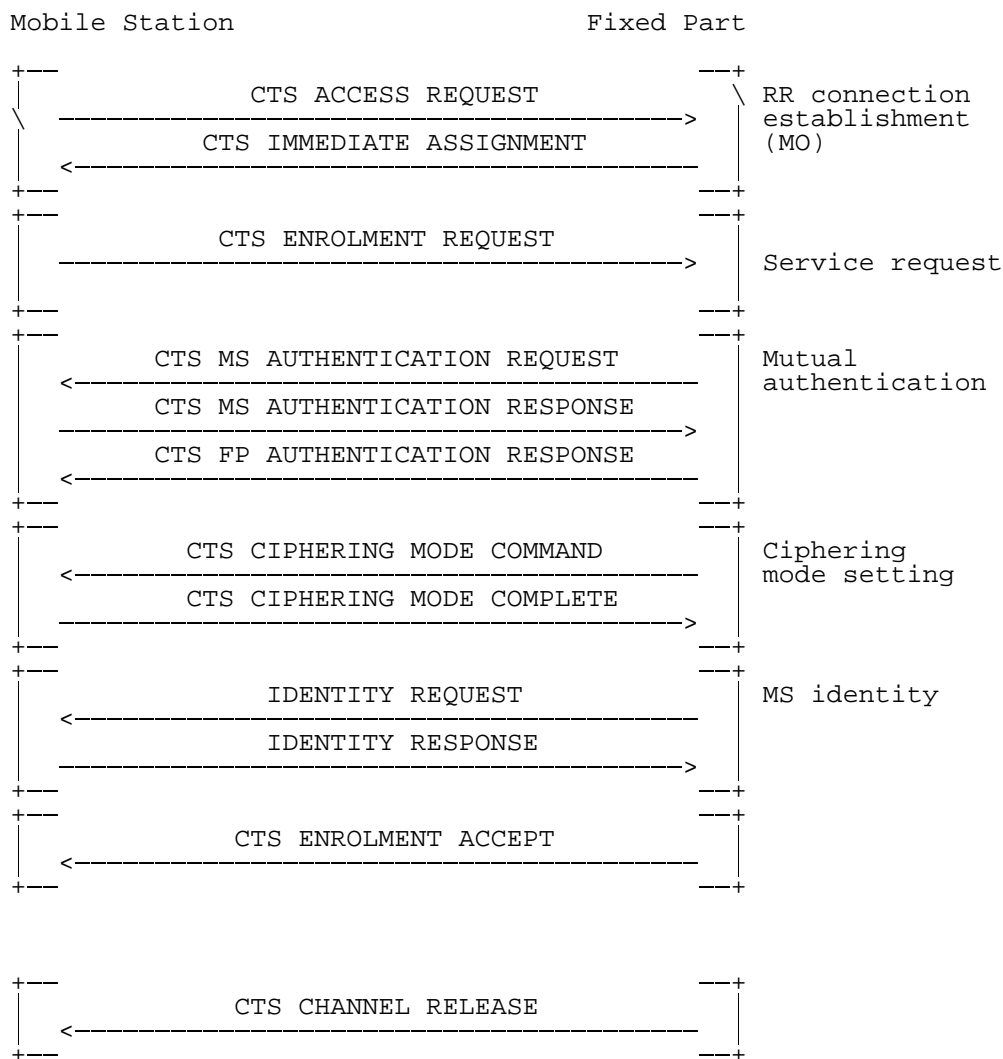 Mobile Station Fixed Part
CTS ACCESS REQUEST
RR connection
establishment
CTS IMMEDIATE ASSIGNMENT
(MO)
CTS ENROLMENT REQUEST
Service request
CTS MS AUTHENTICATION REQUEST
Mutual
authentication
CTS MS AUTHENTICATION RESPONSE
CTS FP AUTHENTICATION RESPONSE
CTS CIPHERING MODE COMMAND
Ciphering
mode setting
CTS CIPHERING MODE COMPLETE
IDENTITY REQUEST
MS identity
IDENTITY RESPONSE
CTS ENROLMENT ACCEPT
CTS CHANNEL RELEASE